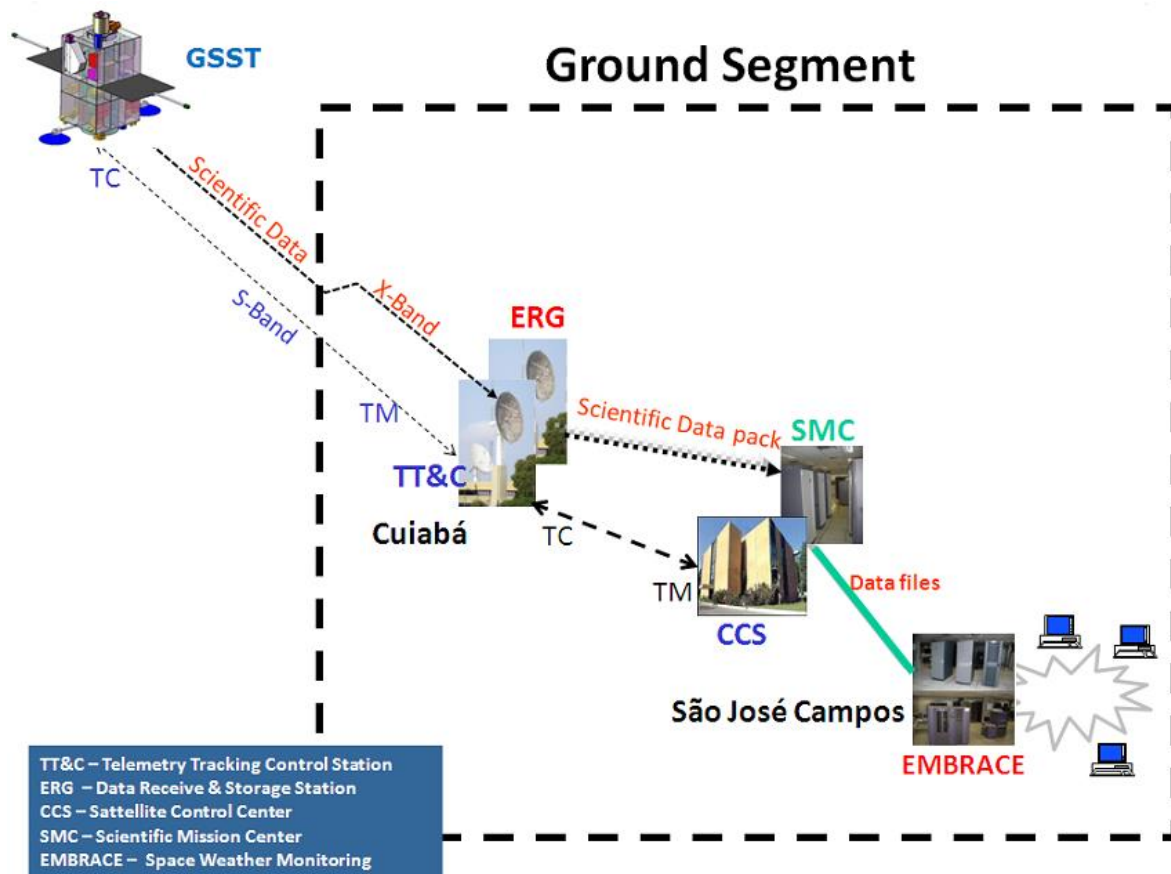 GSST
Ground Segment
TC
Scientific Data
X-Band
S-Band
TM
ERG
Scientific Data pack
SMC
TT&C
Cuiabá
TC
TM
CCS
Data files
São José Campos
EMBRACE
TT&C – Telemetry Tracking Control Station
ERG – Data Receive & Storage Station
CCS – Sattellite Control Center
SMC – Scientific Mission Center
EMBRACE – Space Weather Monitoring